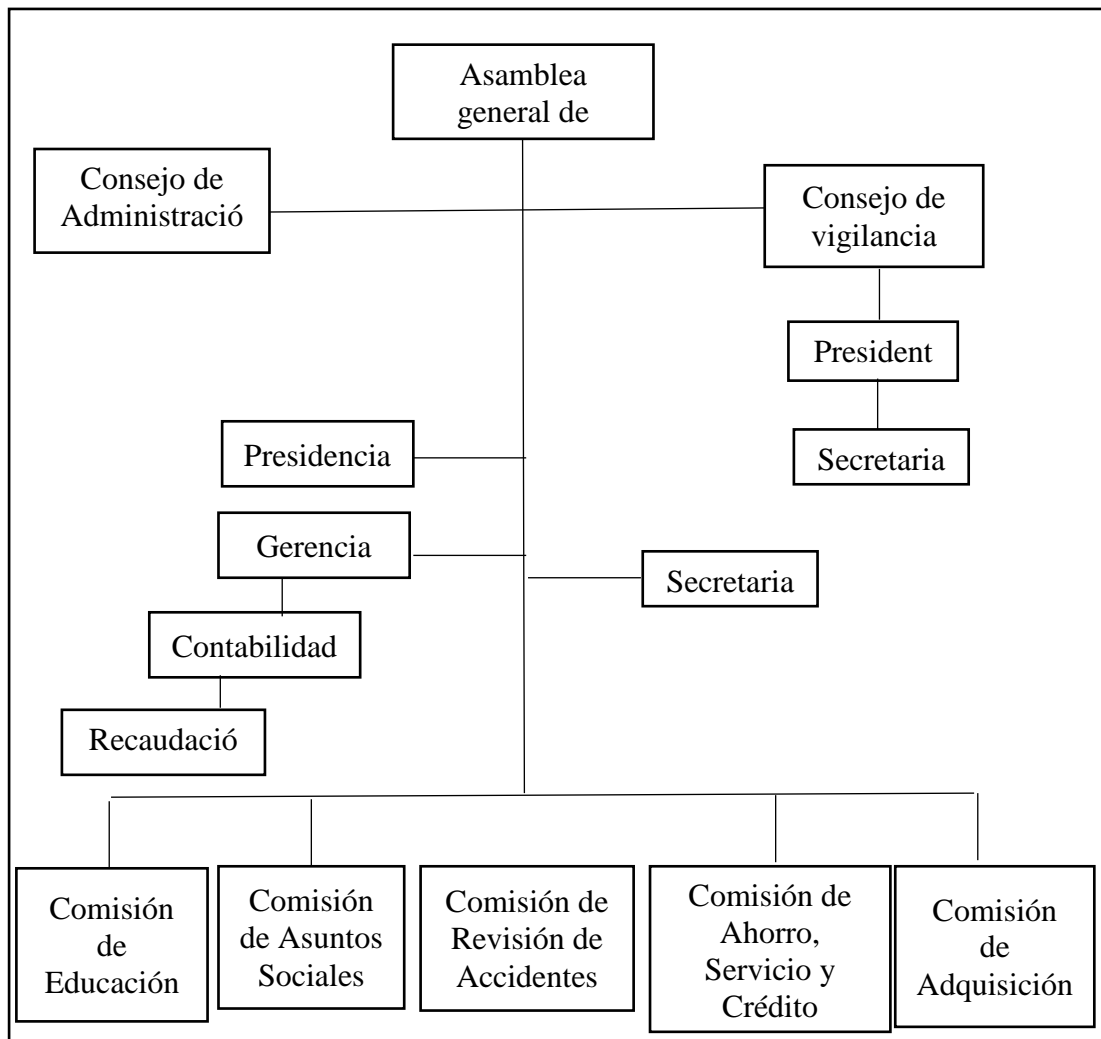 Asamblea
general de
Consejo de
Administració
Consejo de
vigilancia
President
Secretaria
Presidencia
Gerencia
Secretaria
Contabilidad
Recaudació
Comisión
de
Educación
Comisión
de Asuntos
Sociales
Comisión de
Revisión de
Accidentes
Comisión de
Ahorro,
Servicio y
Crédito
Comisión
de
Adquisición